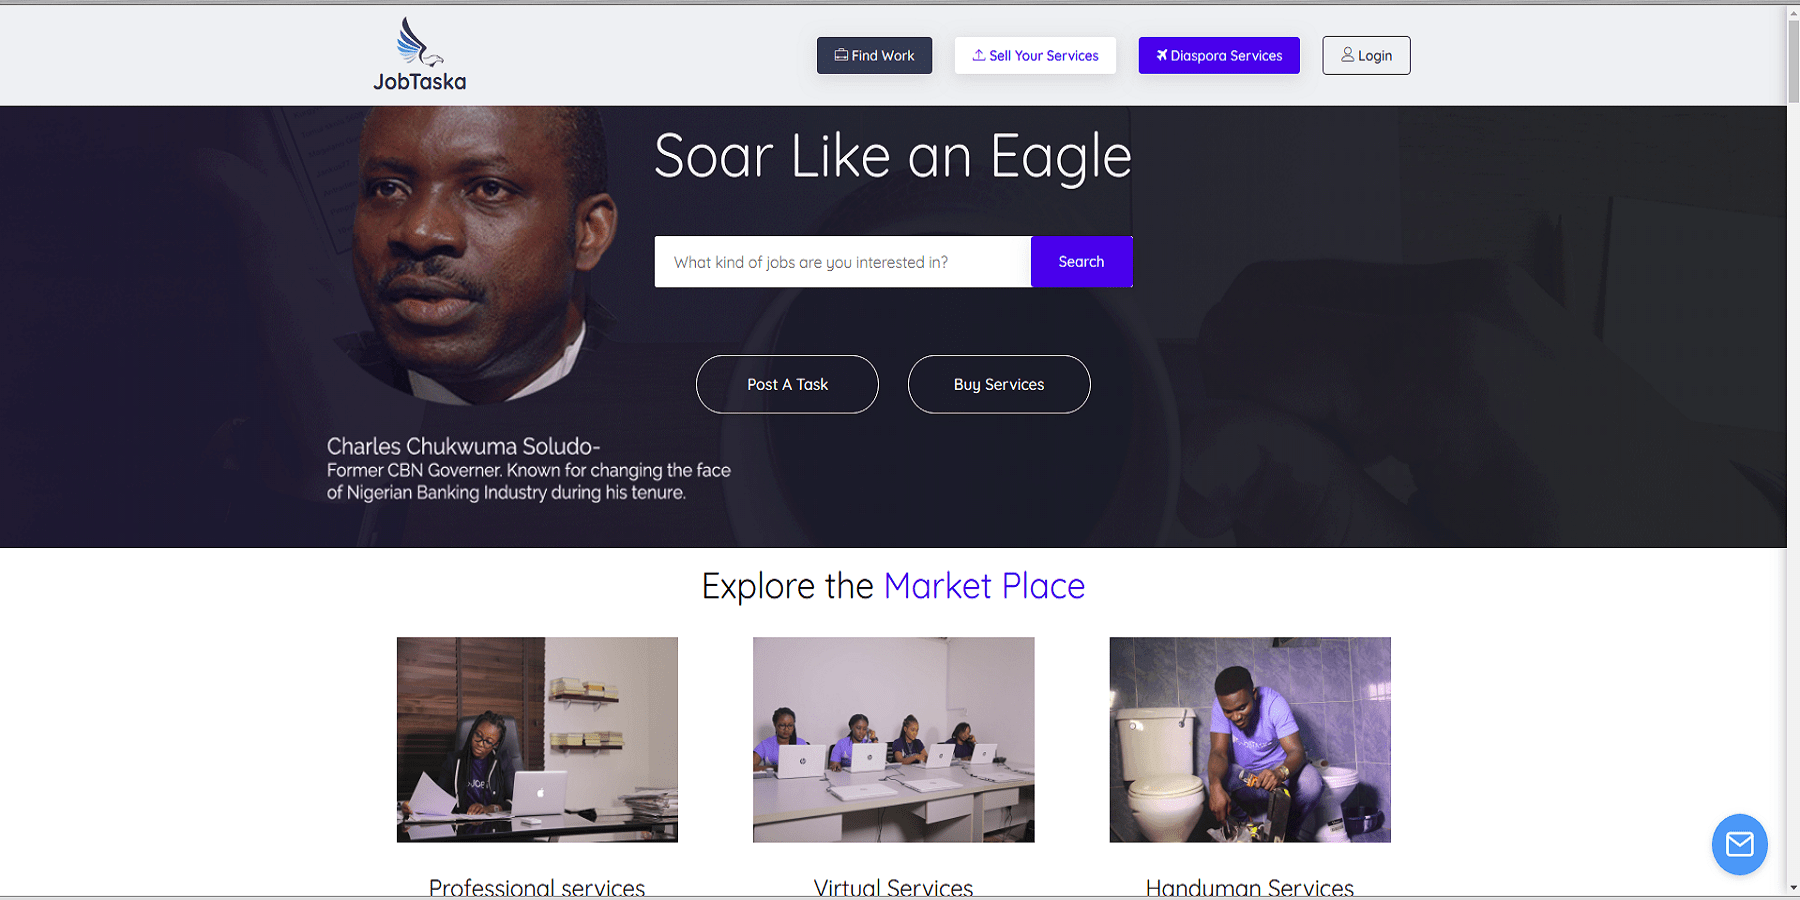 JobTaska
Find Work
Sell Your Services
Diaspora Services
Login
Soar Like an Eagle
What kind of jobs are you interested in?
Search
Post A Task
Buy Services
Charles Chukwuma Soludo-
Former CBN Governer. Known for changing the face
of Nigerian Banking Industry during his tenure.
Explore the Market Place
Professional services
Virtual Services
Handyman Services